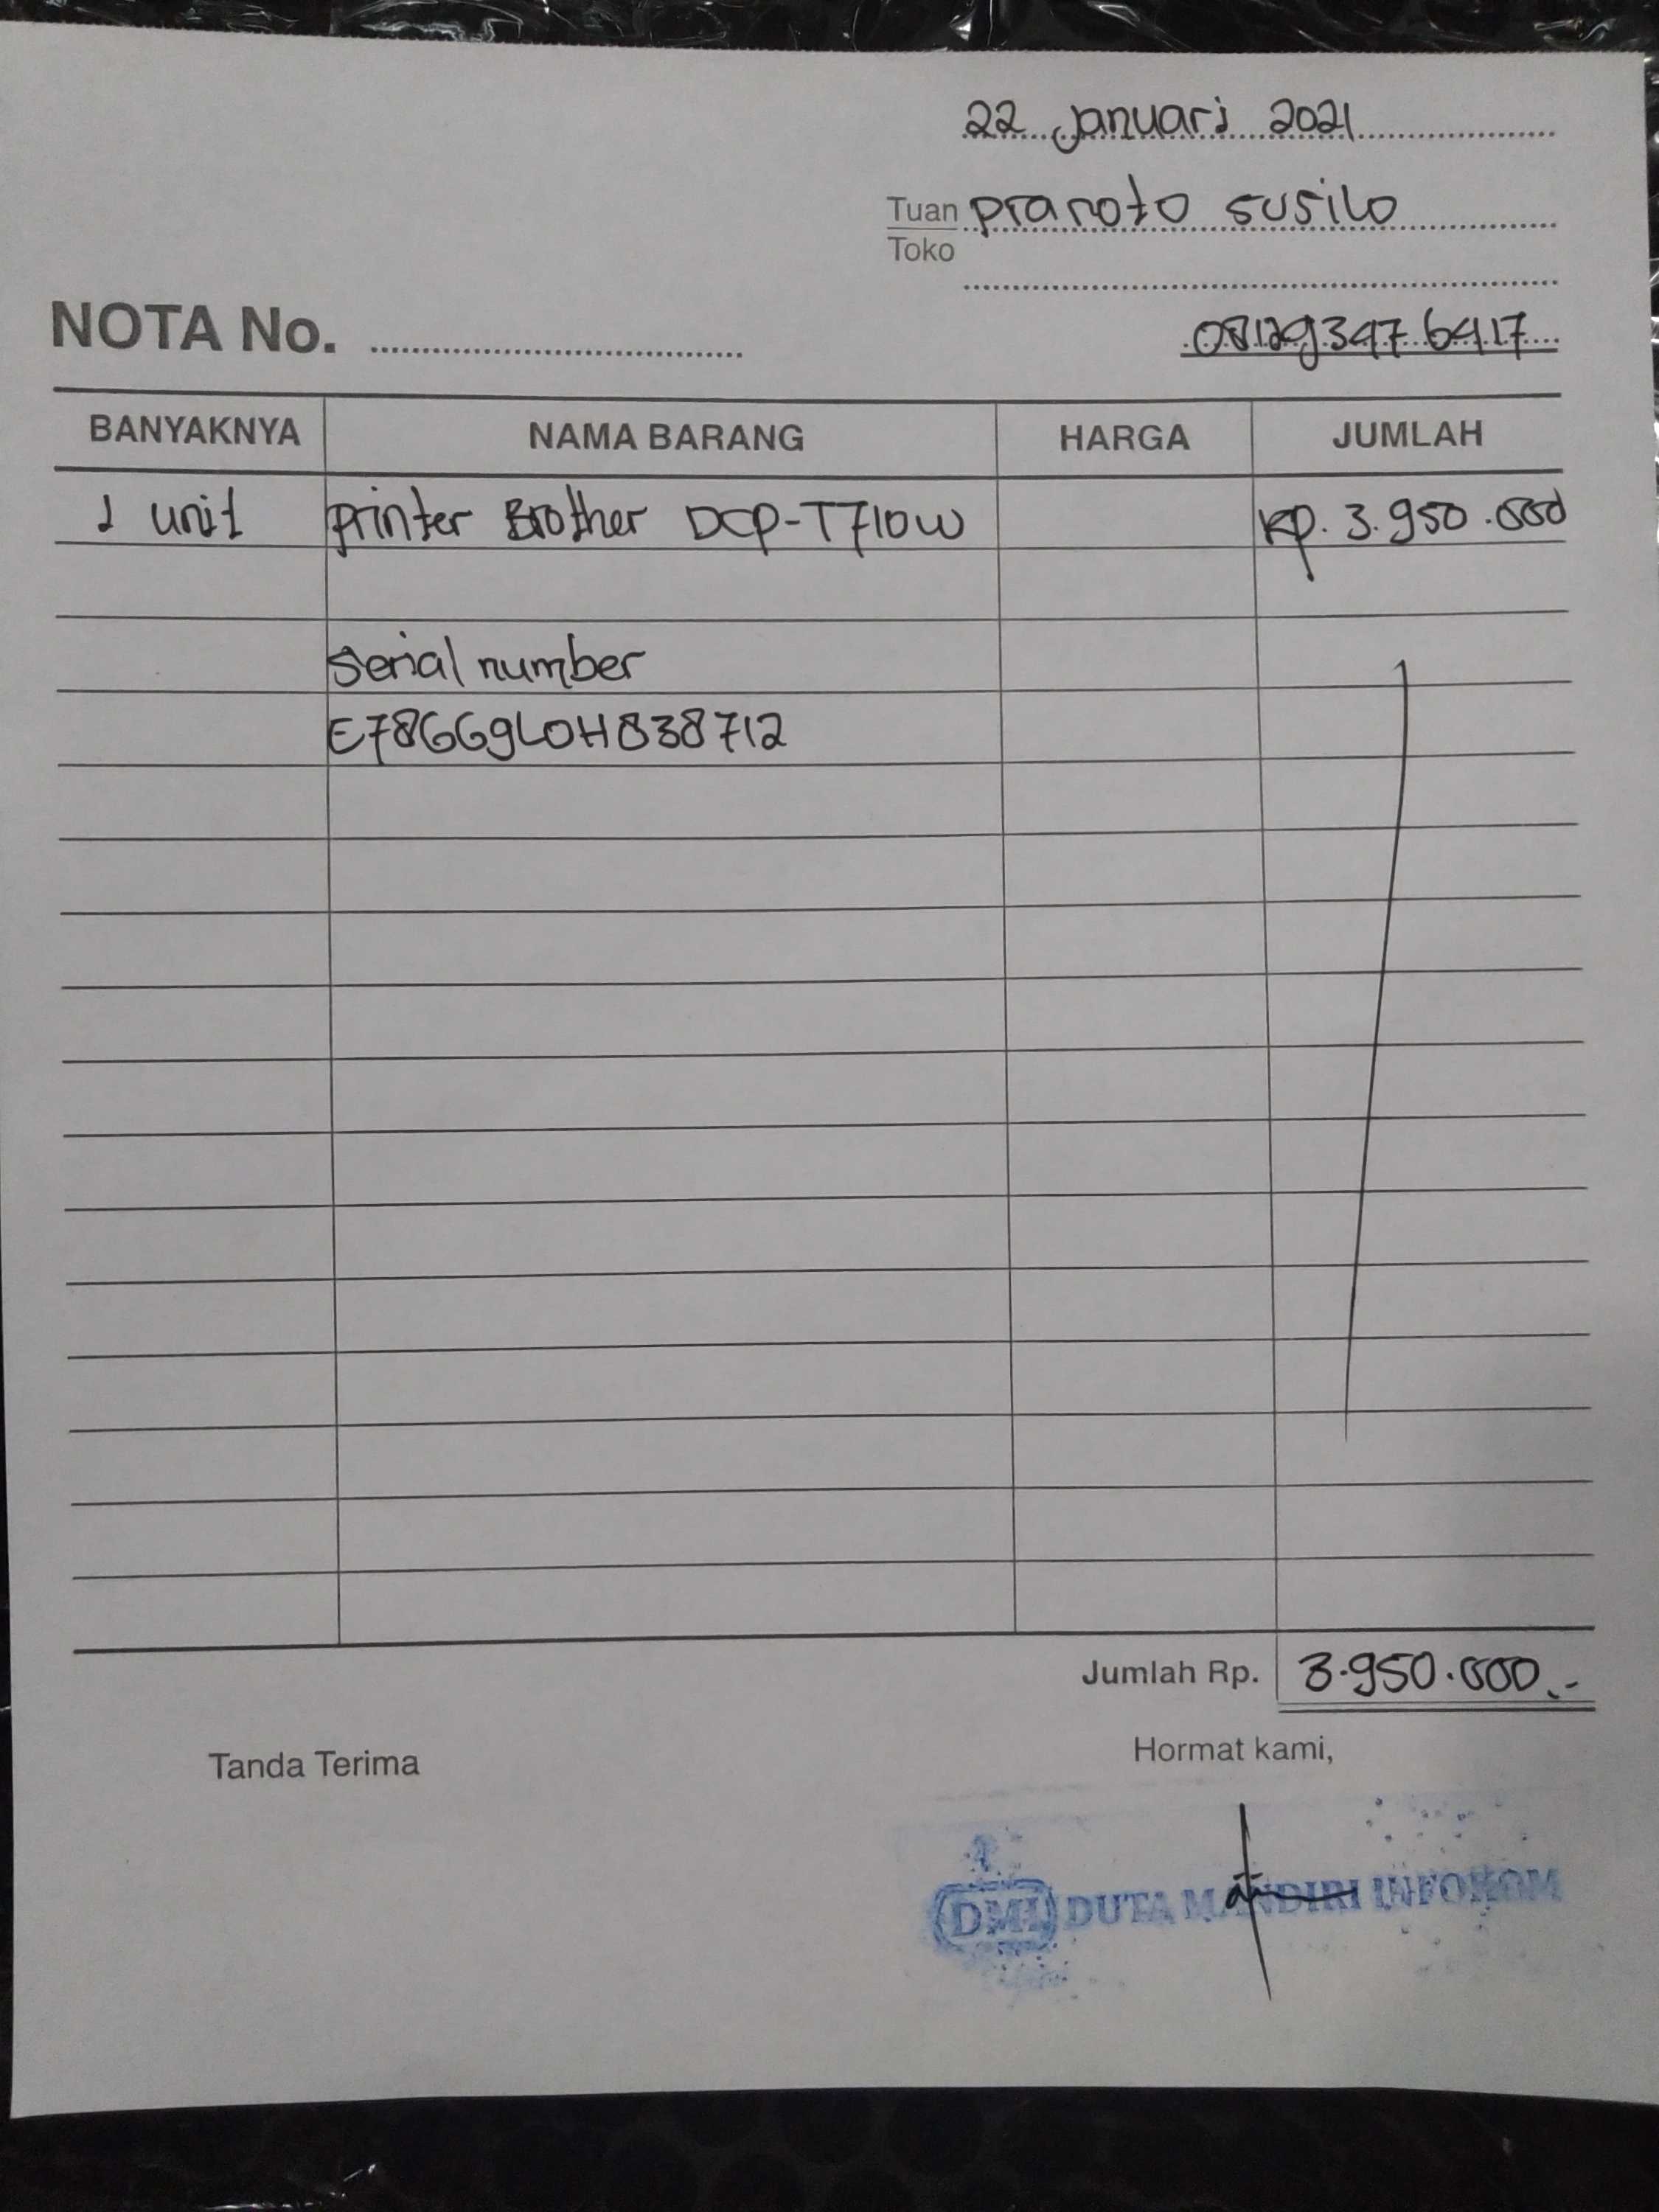 22 Januari 2021
Tuan Pranoto Susilo
Toko
NOTA No.
081293476417
BANYAKNYA NAMA BARANG HARGA JUMLAH
1 unit Printer Brother DCP-T710W Rp. 3.950.000
Serial number
E78GG9L0H838712
Jumlah Rp. 3.950.000,-
Tanda Terima Hormat kami,
DMI DUTA MANDIRI INFOKOM